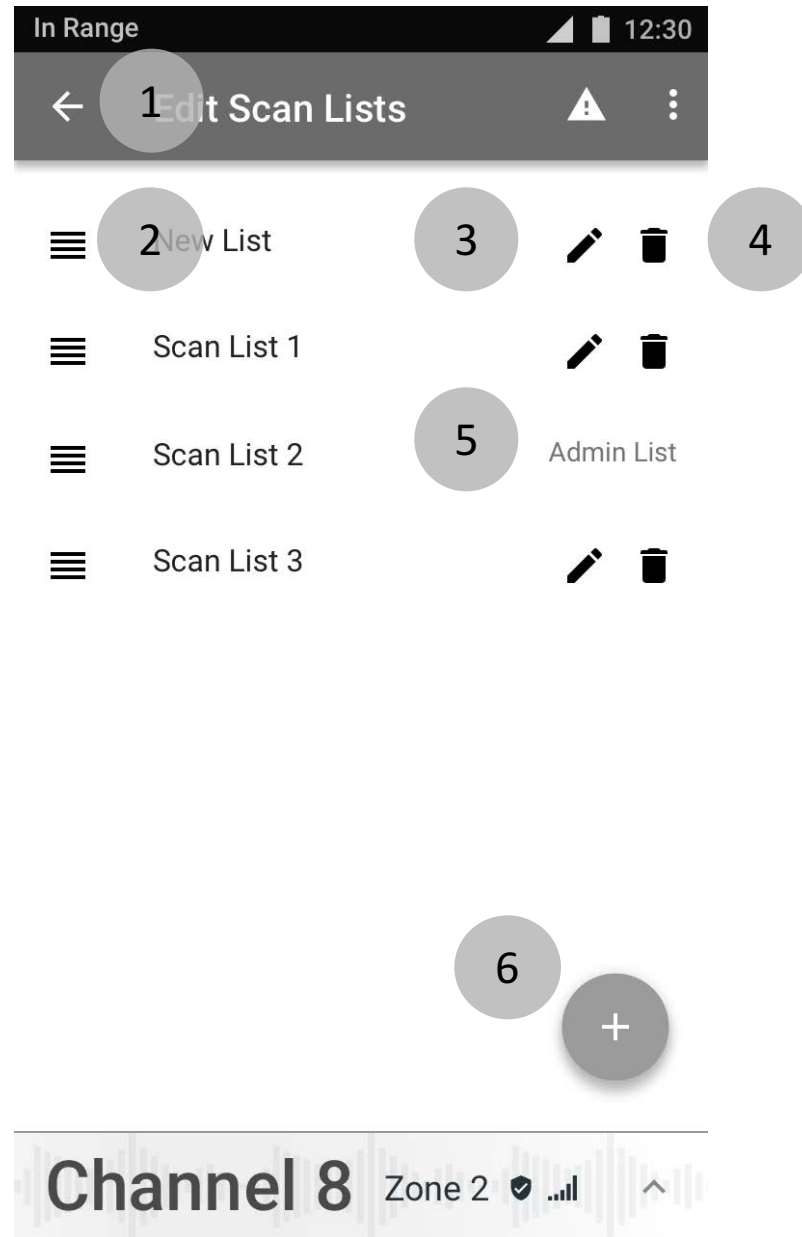 In Range 12:30
1 Edit Scan Lists
2 New List 3 4
Scan List 1
Scan List 2 5 Admin List
Scan List 3
6
+
Channel 8 Zone 2